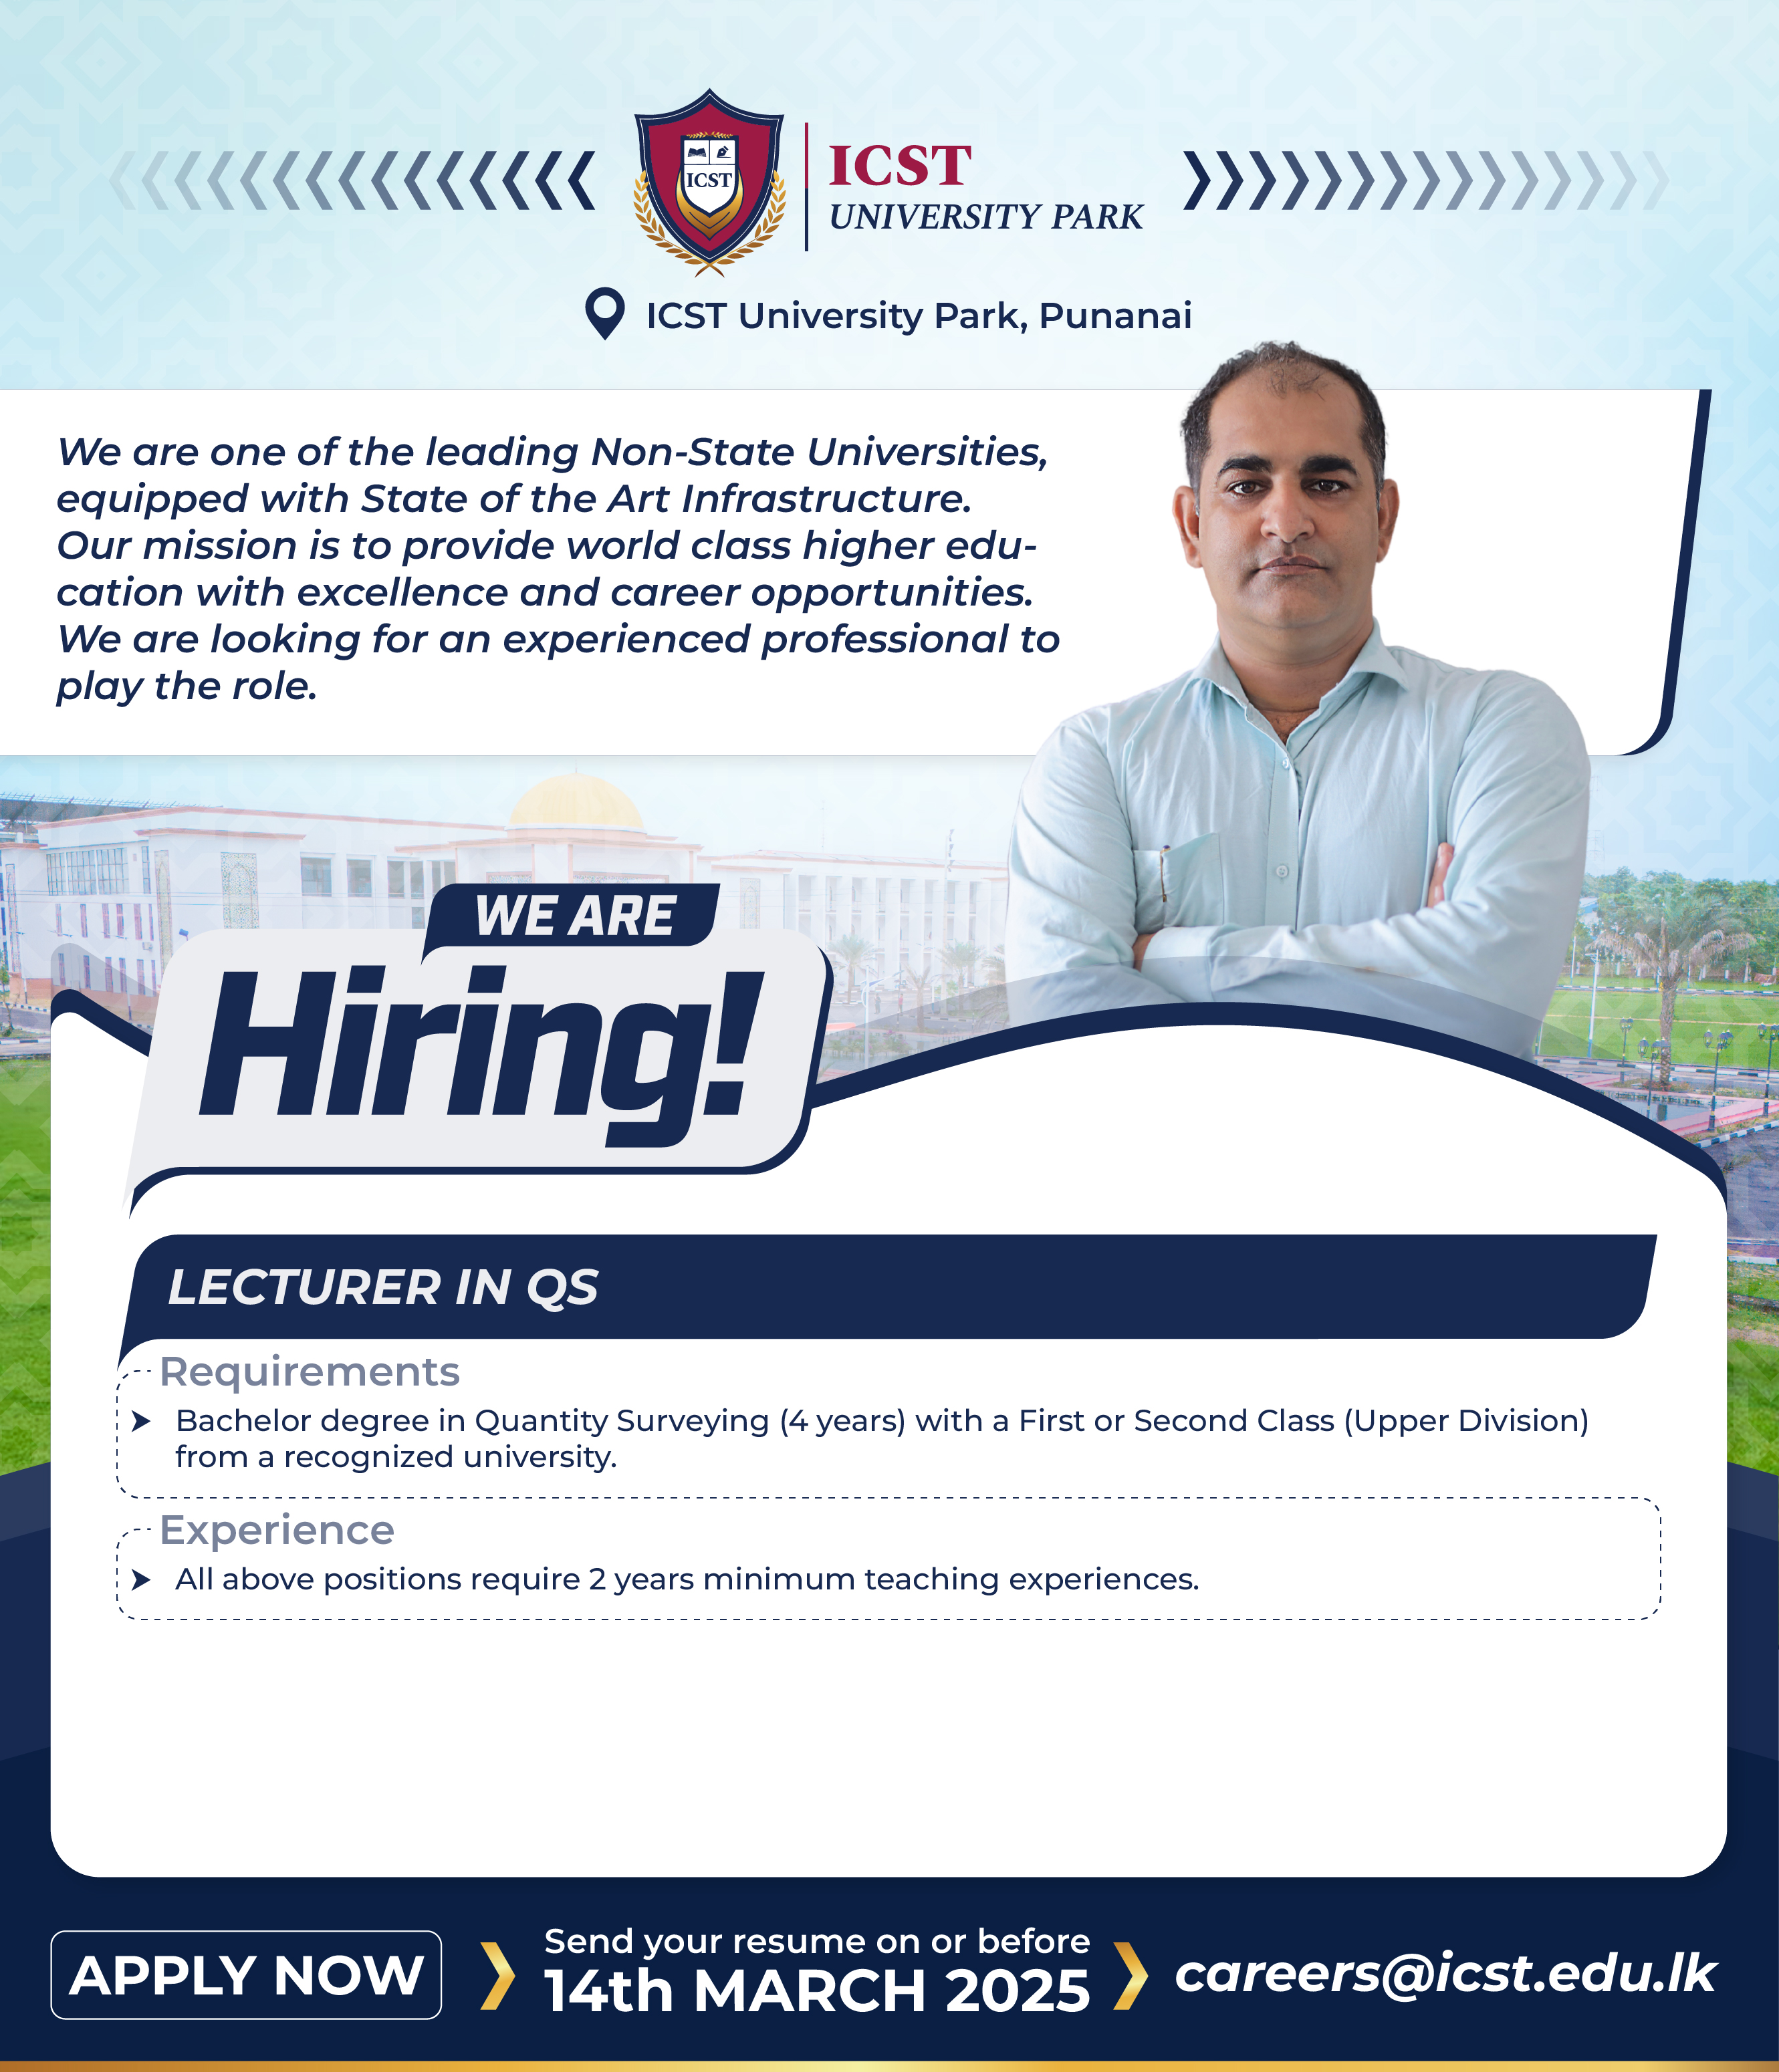 ICST
ICST
UNIVERSITY PARK
ICST University Park, Punanai
We are one of the leading Non-State Universities,
equipped with State of the Art Infrastructure.
Our mission is to provide world class higher edu-
cation with excellence and career opportunities.
We are looking for an experienced professional to
play the role.
WE ARE
Hiring!
LECTURER IN QS
Requirements
Bachelor degree in Quantity Surveying (4 years) with a First or Second Class (Upper Division)
from a recognized university.
Experience
All above positions require 2 years minimum teaching experiences.
APPLY NOW
Send your resume on or before
14th MARCH 2025
careers@icst.edu.lk